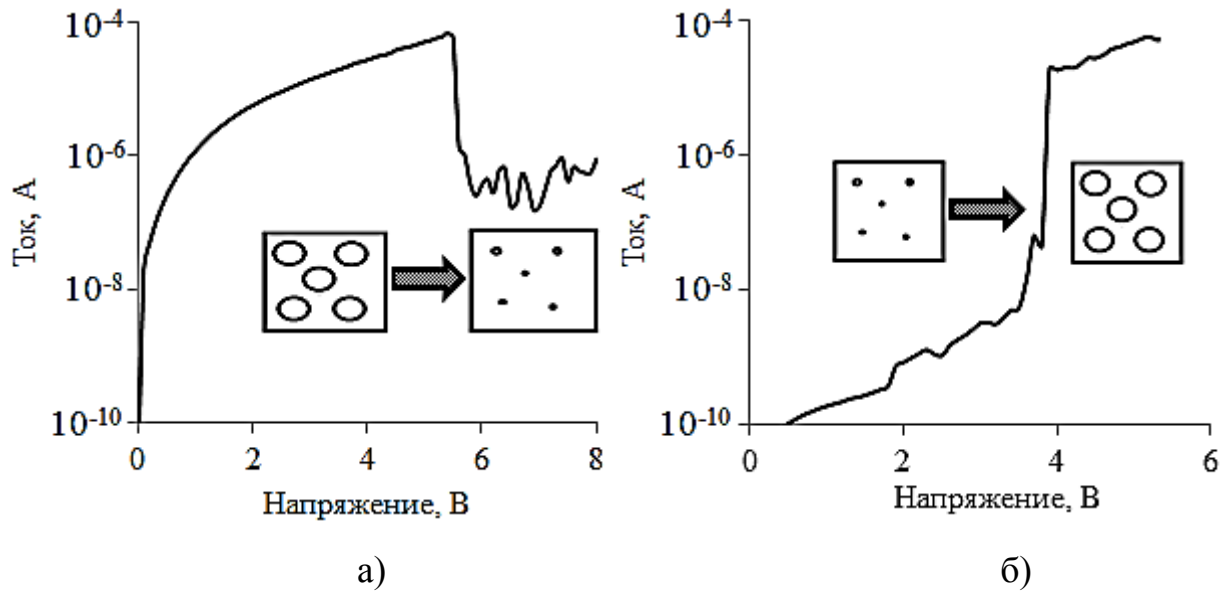 10⁻⁴
10⁻⁶
10⁻⁸
10⁻¹⁰
Ток, А
0 2 4 6 8
Напряжение, В
а)
10⁻⁴
10⁻⁶
10⁻⁸
10⁻¹⁰
Ток, А
0 2 4 6
Напряжение, В
б)